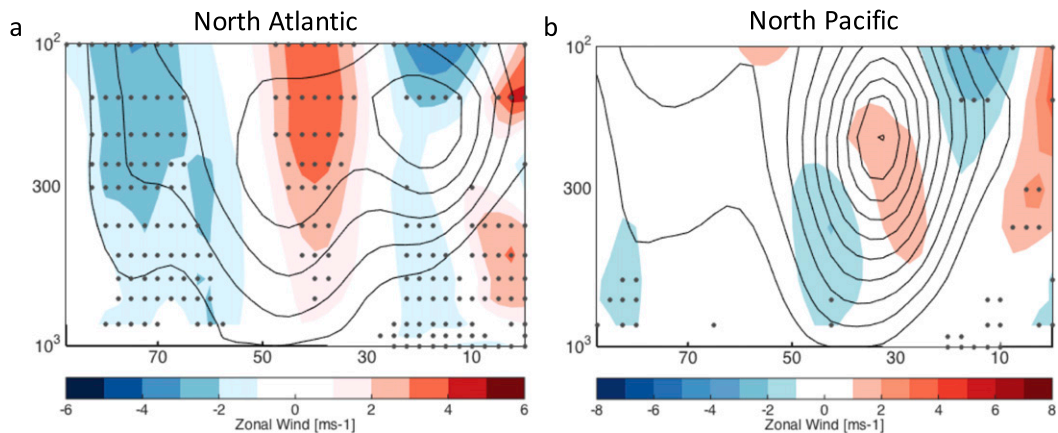 a North Atlantic
10²
300
10³
70 50 30 10
-6 -4 -2 0 2 4 6
Zonal Wind [ms-1]
b North Pacific
10²
300
10³
70 50 30 10
-8 -6 -4 -2 0 2 4 6 8
Zonal Wind [ms-1]